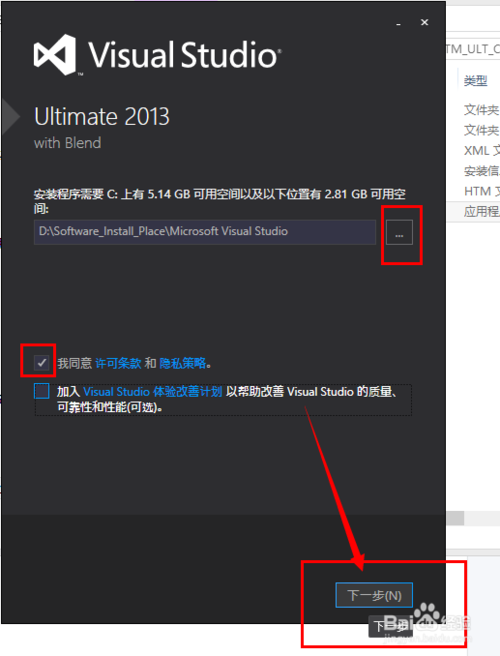 Visual Studio
Ultimate 2013
with Blend
安装程序需要 C: 上有 5.14 GB 可用空间以及以下位置有 2.81 GB 可用空
间:
D:\Software_Install_Place\Microsoft Visual Studio
...
我同意 许可条款 和 隐私策略。
加入 Visual Studio 体验改善计划 以帮助改善 Visual Studio 的质量、
可靠性和性能(可选)。
下一步(N)
下一步
TM_ULT_C
类型
文件夹
文件夹
XML 文
安装信
HTM 文
应用程
Bai 经验
jingyan.baidu.com